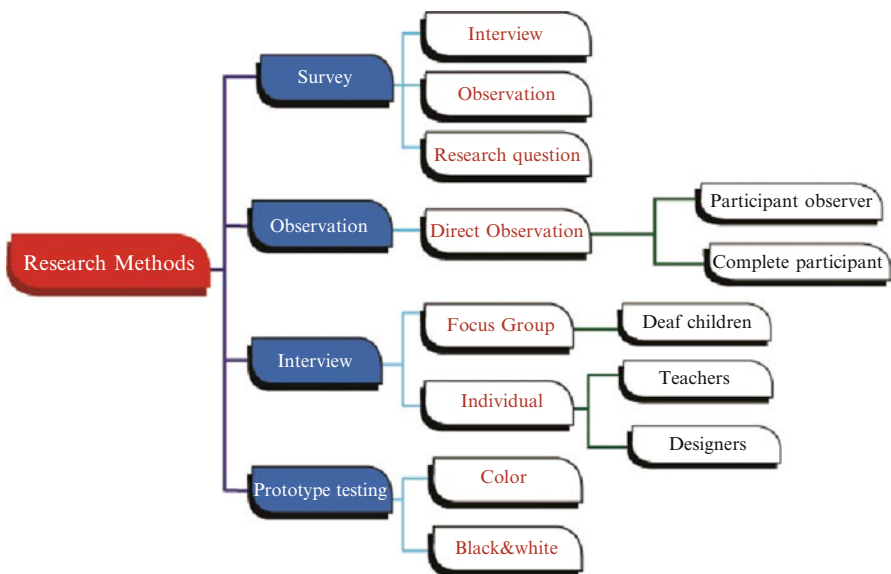 Research Methods
Survey
Interview
Observation
Research question
Observation
Direct Observation
Participant observer
Complete participant
Interview
Focus Group
Deaf children
Individual
Teachers
Designers
Prototype testing
Color
Black&white